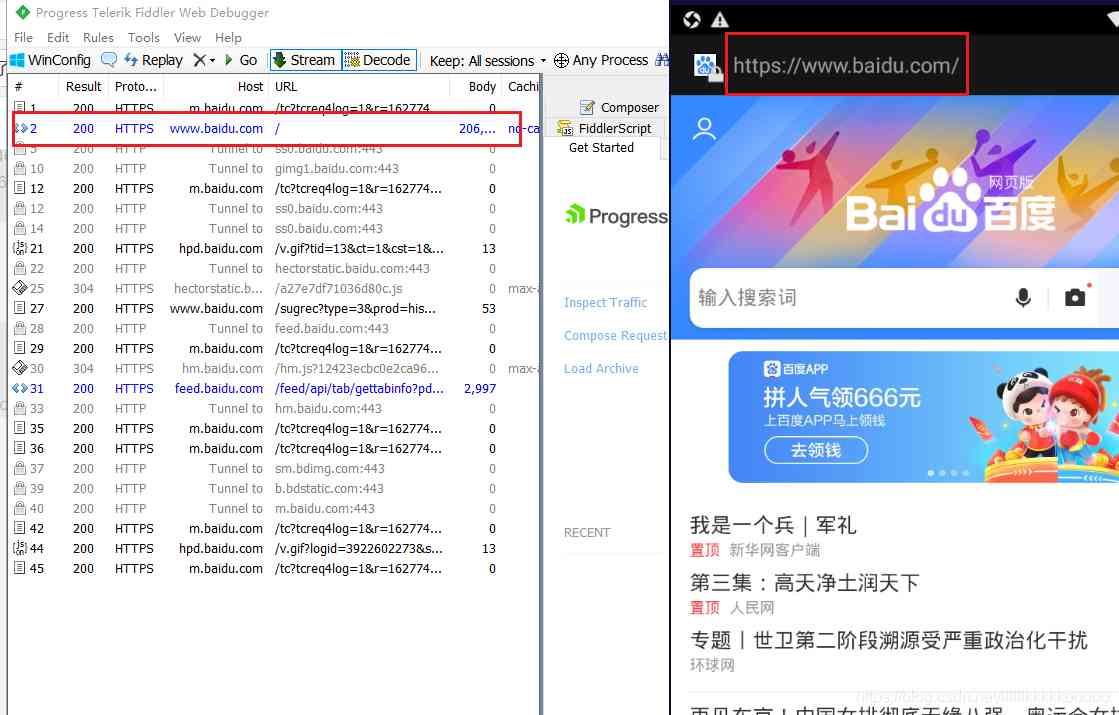 Progress Telerik Fiddler Web Debugger
File Edit Rules Tools View Help
WinConfig Replay Go Stream Decode Keep: All sessions Any Process
# Result Proto... Host URL Body Cachi
1 200 HTTPS m.baidu.com /tc?tcreq4log=1&r=162774... 0
2 200 HTTPS www.baidu.com / 206,... no-ca
5 200 HTTP Tunnel to ss0.baidu.com:443 0
10 200 HTTP Tunnel to gimg1.baidu.com:443 0
12 200 HTTPS m.baidu.com /tc?tcreq4log=1&r=162774... 0
12 200 HTTP Tunnel to ss0.baidu.com:443 0
14 200 HTTP Tunnel to ss0.baidu.com:443 0
21 200 HTTPS hpd.baidu.com /v.gif?tid=13&ct=1&cst=1&... 13
22 200 HTTP Tunnel to hectorstatic.baidu.com:443 0
25 304 HTTPS hectorstatic.b... /a27e7df71036d80c.js 0 max-a
27 200 HTTPS www.baidu.com /sugrec?type=3&prod=his... 53
28 200 HTTP Tunnel to feed.baidu.com:443 0
29 200 HTTPS m.baidu.com /tc?tcreq4log=1&r=162774... 0
30 304 HTTPS hm.baidu.com /hm.js?12423ecbc0e2ca96... 0 max-a
31 200 HTTPS feed.baidu.com /feed/api/tab/gettabinfo?pd... 2,997
33 200 HTTP Tunnel to hm.baidu.com:443 0
35 200 HTTPS m.baidu.com /tc?tcreq4log=1&r=162774... 0
36 200 HTTPS m.baidu.com /tc?tcreq4log=1&r=162774... 0
37 200 HTTP Tunnel to sm.bdimg.com:443 0
39 200 HTTP Tunnel to b.bdstatic.com:443 0
40 200 HTTP Tunnel to m.baidu.com:443 0
42 200 HTTPS m.baidu.com /tc?tcreq4log=1&r=162774... 0
44 200 HTTPS hpd.baidu.com /v.gif?logid=3922602273&s... 13
45 200 HTTPS m.baidu.com /tc?tcreq4log=1&r=162774... 0
Composer
FiddlerScript
Get Started
Progress
Inspect Traffic
Compose Request
Load Archive
RECENT
https://www.baidu.com/
网页版
Bai du 百度
输入搜索词
百度APP
拼人气领666元
上百度APP马上领钱
去领钱
我是一个兵｜军礼
置顶 新华网客户端
第三集：高天净土润天下
置顶 人民网
专题｜世卫第二阶段溯源受严重政治化干扰
环球网